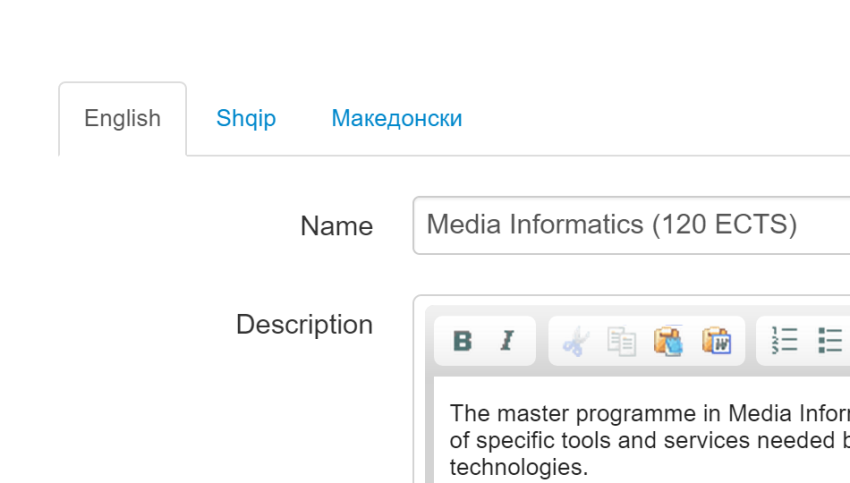 English Shqip Македонски
Name Media Informatics (120 ECTS)
Description
B I
The master programme in Media
of specific tools and services needed
technologies.